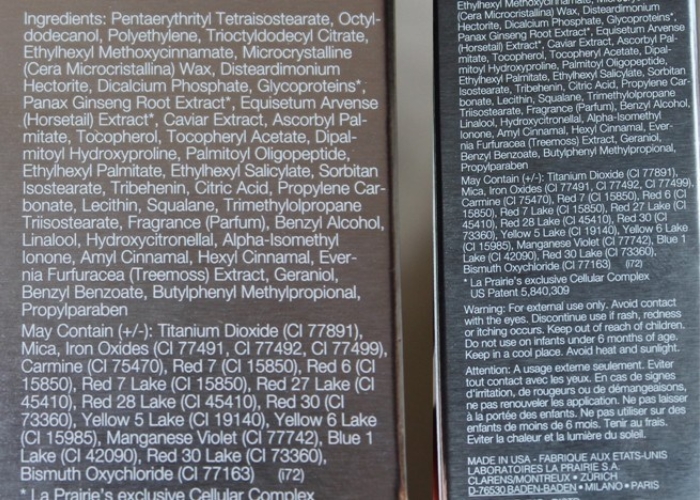 Ingredients: Pentaerythrityl Tetraisostearate, Octyl-
dodecanol, Polyethylene, Trioctyldodecyl Citrate,
Ethylhexyl Methoxycinnamate, Microcrystalline
(Cera Microcristallina) Wax, Disteardimonium
Hectorite, Dicalcium Phosphate, Glycoproteins*,
Panax Ginseng Root Extract*, Equisetum Arvense
(Horsetail) Extract*, Caviar Extract, Ascorbyl Pal-
mitate, Tocopherol, Tocopheryl Acetate, Dipal-
mitoyl Hydroxyproline, Palmitoyl Oligopeptide,
Ethylhexyl Palmitate, Ethylhexyl Salicylate, Sorbitan
Isostearate, Tribehenin, Citric Acid, Propylene Car-
bonate, Lecithin, Squalane, Trimethylolpropane
Triisostearate, Fragrance (Parfum), Benzyl Alcohol,
Linalool, Hydroxycitronellal, Alpha-Isomethyl
Ionone, Amyl Cinnamal, Hexyl Cinnamal, Ever-
nia Furfuracea (Treemoss) Extract, Geraniol,
Benzyl Benzoate, Butylphenyl Methylpropional,
Propylparaben
May Contain (+/-): Titanium Dioxide (CI 77891),
Mica, Iron Oxides (CI 77491, CI 77492, CI 77499),
Carmine (CI 75470), Red 7 (CI 15850), Red 6 (CI
15850), Red 7 Lake (CI 15850), Red 27 Lake (CI
45410), Red 28 Lake (CI 45410), Red 30 (CI
73360), Yellow 5 Lake (CI 19140), Yellow 6 Lake
(CI 15985), Manganese Violet (CI 77742), Blue 1
Lake (CI 42090), Red 30 Lake (CI 73360),
Bismuth Oxychloride (CI 77163) (i72)
* La Prairie's exclusive Cellular Complex
Ethylhexyl Methoxycinnamate,
(Cera Microcristallina) Wax, Disteardimonium
Hectorite, Dicalcium Phosphate, Glycoproteins*,
Panax Ginseng Root Extract*, Equisetum Arvense
(Horsetail) Extract*, Caviar Extract, Ascorbyl Pal-
mitate, Tocopherol, Tocopheryl Acetate, Dipal-
mitoyl Hydroxyproline, Palmitoyl Oligopeptide,
Ethylhexyl Palmitate, Ethylhexyl Salicylate, Sorbitan
Isostearate, Tribehenin, Citric Acid, Propylene Car-
bonate, Lecithin, Squalane, Trimethylolpropane
Triisostearate, Fragrance (Parfum), Benzyl Alcohol,
Linalool, Hydroxycitronellal, Alpha-Isomethyl
Ionone, Amyl Cinnamal, Hexyl Cinnamal, Ever-
nia Furfuracea (Treemoss) Extract, Geraniol,
Benzyl Benzoate, Butylphenyl Methylpropional,
Propylparaben
May Contain (+/-): Titanium Dioxide (CI 77891),
Mica, Iron Oxides (CI 77491, CI 77492, CI 77499),
Carmine (CI 75470), Red 7 (CI 15850), Red 6 (CI
15850), Red 7 Lake (CI 15850), Red 27 Lake (CI
45410), Red 28 Lake (CI 45410), Red 30 (CI
73360), Yellow 5 Lake (CI 19140), Yellow 6 Lake
(CI 15985), Manganese Violet (CI 77742), Blue 1
Lake (CI 42090), Red 30 Lake (CI 73360),
Bismuth Oxychloride (CI 77163) (i72)
* La Prairie's exclusive Cellular Complex
US Patent 5,840,309
Warning: For external use only. Avoid contact
with the eyes. Discontinue use if rash, redness
or itching occurs. Keep out of reach of children.
Do not use on infants under 6 months of age.
Keep in a cool place. Avoid heat and sunlight.
Attention: A usage externe seulement. Eviter
tout contact avec les yeux. En cas de signes
d'irritation, de rougeurs ou de démangeaisons,
ne pas renouveler les application. Ne pas laisser
à la portée des enfants. Ne pas utiliser sur des
enfants de moins de 6 mois. Tenir au frais.
Eviter la chaleur et la lumière du soleil.
MADE IN USA - FABRIQUE AUX ETATS-UNIS
LABORATOIRES LA PRAIRIE S.A.
CLARENS/MONTREUX • ZÜRICH
D-76530 BADEN-BADEN • MILANO • PARIS